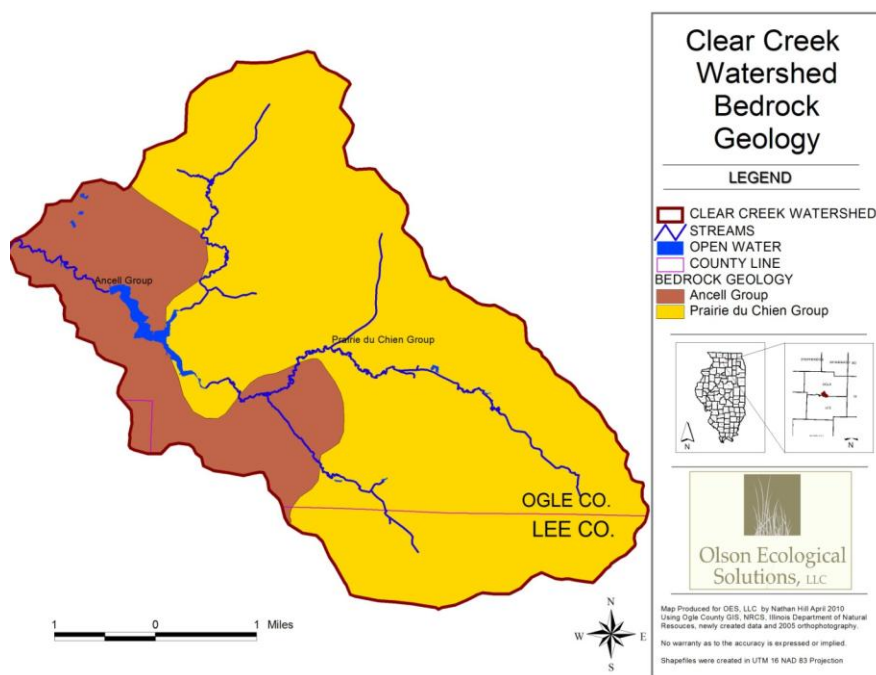 Clear Creek
Watershed
Bedrock
Geology
LEGEND
CLEAR CREEK WATERSHED
STREAMS
OPEN WATER
COUNTY LINE
BEDROCK GEOLOGY
Ancell Group
Prairie du Chien Group
Ancell Group
Prairie du Chien Group
OGLE CO.
LEE CO.
1 0 1 Miles
N
W E
S
N
N
Olson Ecological
Solutions, LLC
Map Produced for OES, LLC by Nathan Hill April 2010
Using Ogle County GIS, NRCS, Illinois Department of Natural
Resouces, newly created data and 2005 orthophotography.
No warranty as to the accuracy is expressed or implied.
Shapefiles were created in UTM 16 NAD 83 Projection